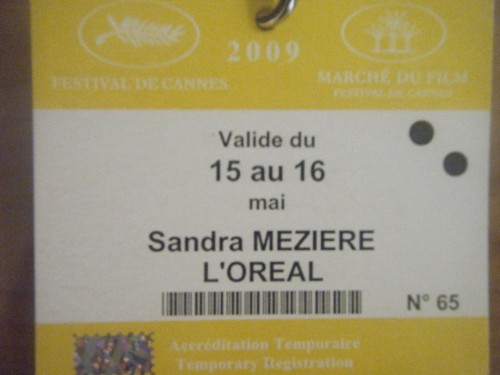 2009
FESTIVAL DE CANNES
MARCHÉ DU FILM
FESTIVAL DE CANNES
Valide du
15 au 16
mai
Sandra MEZIERE
L'OREAL
N° 65
Accréditation Temporaire
Temporary Registration